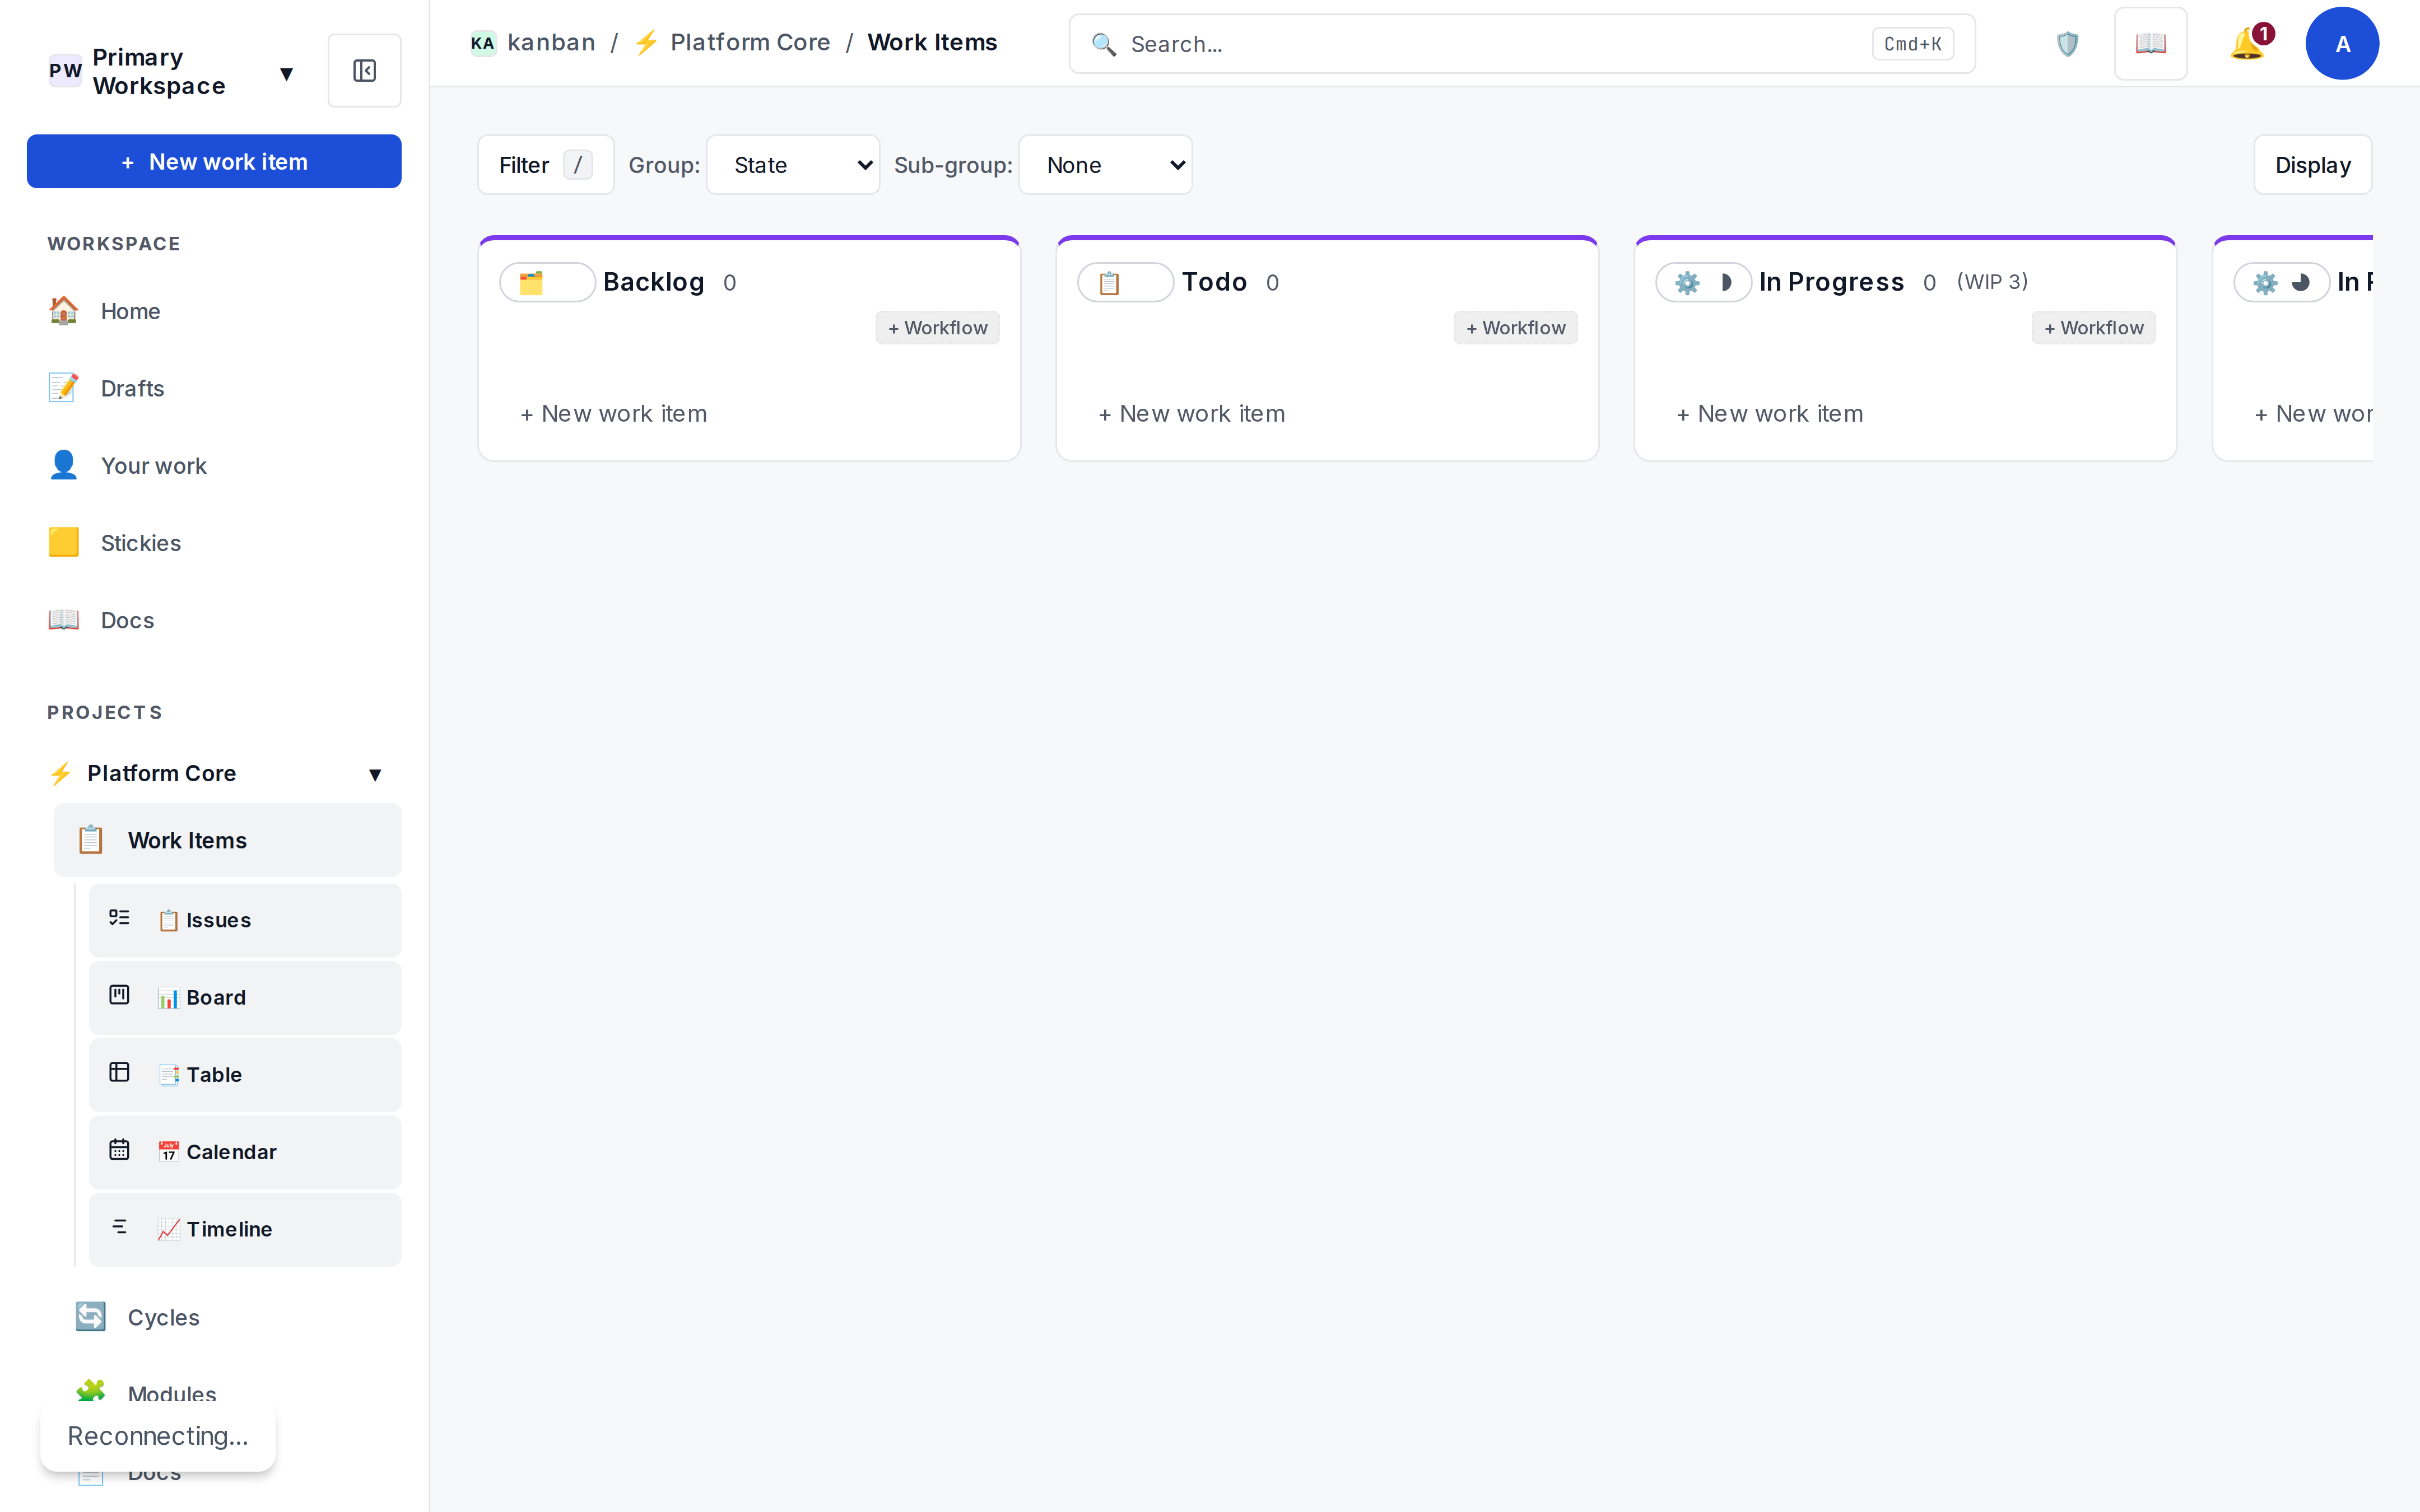 PW Primary Workspace ▼
+ New work item
WORKSPACE
Home
Drafts
Your work
Stickies
Docs
PROJECTS
Platform Core ▼
Work Items
Issues
Board
Table
Calendar
Timeline
Cycles
Modules
Reconnecting...
Docs
KA kanban / Platform Core / Work Items
Search... Cmd+K
1
A
Filter / Group: State Sub-group: None Display
Backlog 0
+ Workflow
+ New work item
Todo 0
+ Workflow
+ New work item
In Progress 0 (WIP 3)
+ Workflow
+ New work item
In
+ New